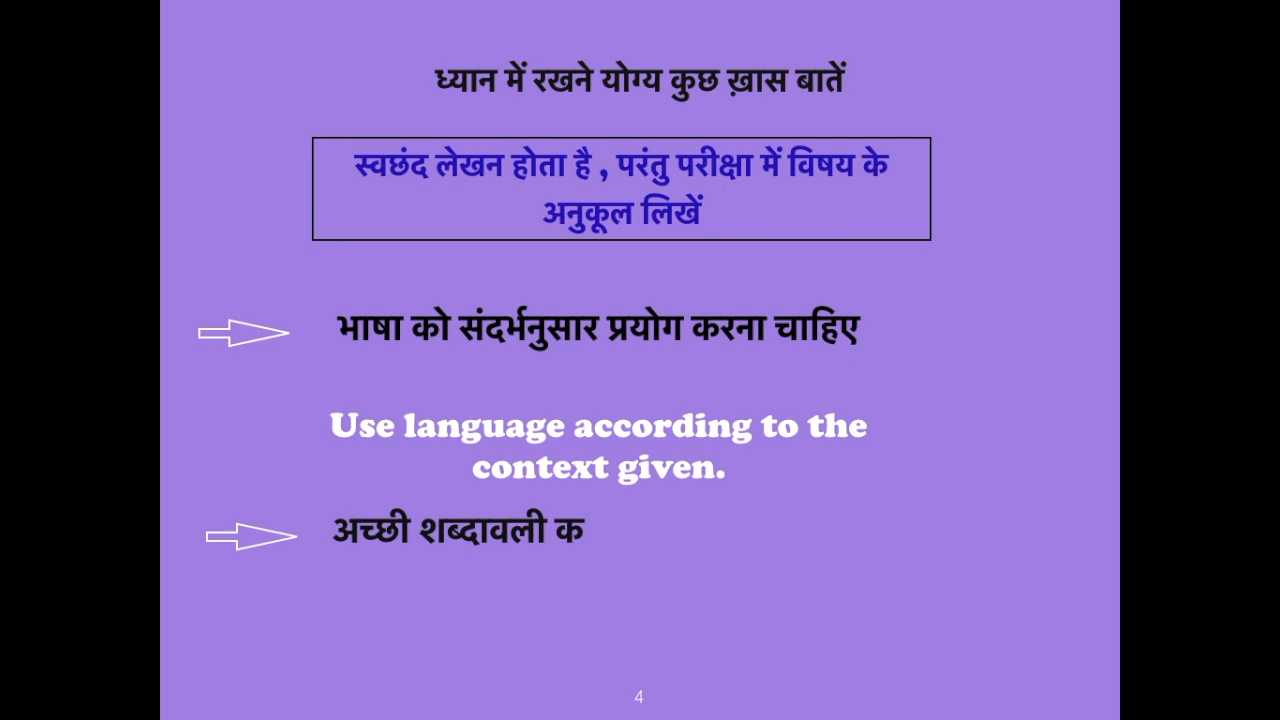 ध्यान में रखने योग्य कुछ ख़ास बातें
स्वछंद लेखन होता है , परंतु परीक्षा में विषय के
अनुकूल लिखें
भाषा को संदर्भनुसार प्रयोग करना चाहिए
Use language according to the
context given.
अच्छी शब्दावली क
4